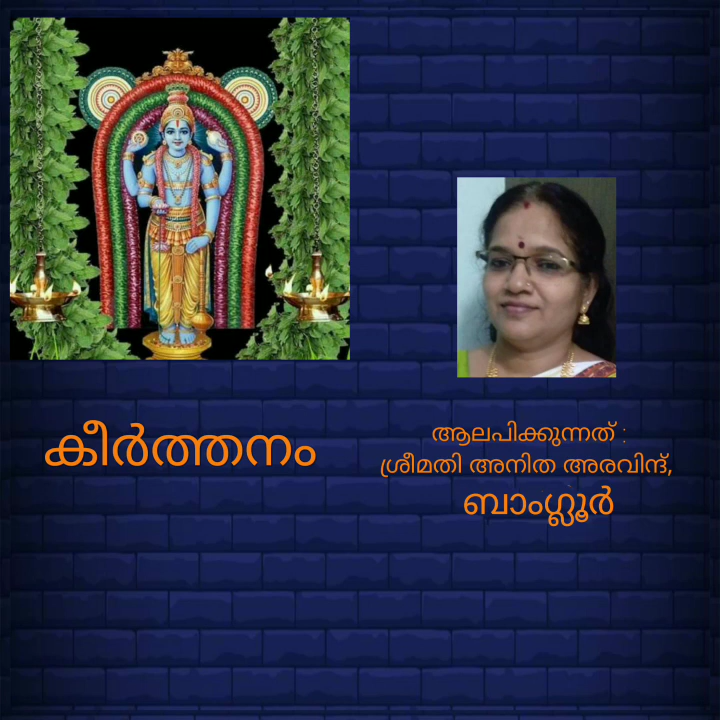 കീർത്തനം
ആലപിക്കുന്നത് :
ശ്രീമതി അനിത അരവിന്ദ്,
ബാംഗ്ലൂർ